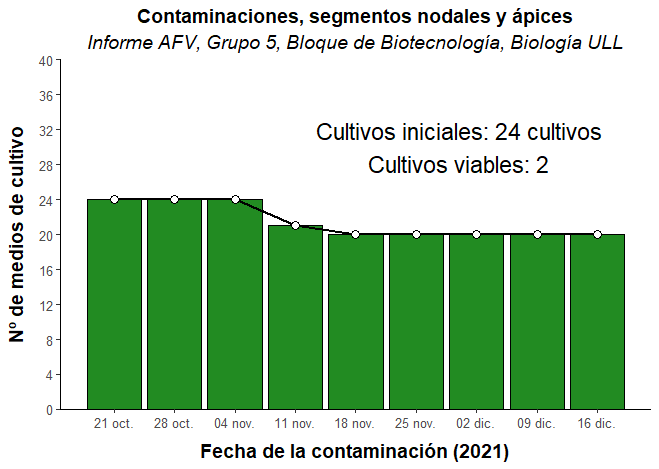 Contaminaciones, segmentos nodales y ápices
Informe AFV, Grupo 5, Bloque de Biotecnología, Biología ULL
40
36
32
28
24
20
16
12
8
4
0
Nº de medios de cultivo
Cultivos iniciales: 24 cultivos
Cultivos viables: 2
21 oct. 28 oct. 04 nov. 11 nov. 18 nov. 25 nov. 02 dic. 09 dic. 16 dic.
Fecha de la contaminación (2021)